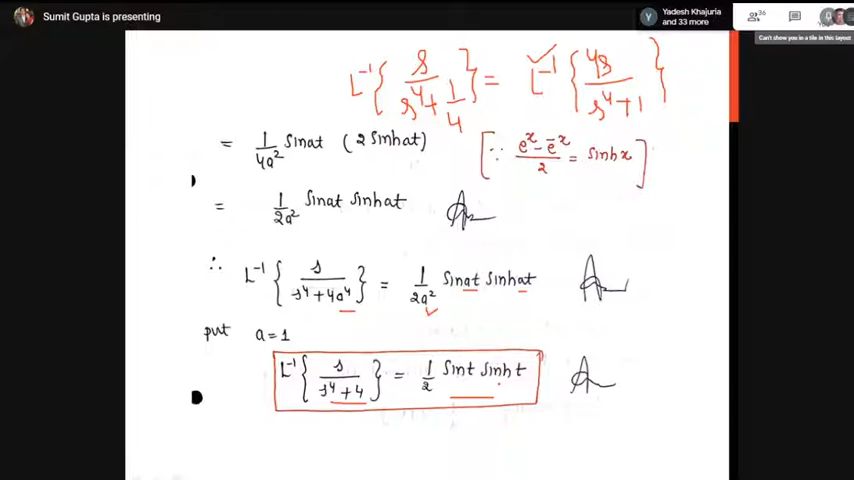 Sumit Gupta is presenting
Y Yadesh Khajuria and 33 more
36
Can't show you in a tile in this layout
L⁻¹{ s / (s⁴ + 1/4) } = L⁻¹{ 4s / (s⁴ + 1) }
= 1/4a² sinat (2 sinhat) [∵ (eˣ - e⁻ˣ)/2 = sinhx]
= 1/2a² sinat sinhat A
∴ L⁻¹{ s / (s⁴ + 4a⁴) } = 1/2a² sinat sinhat A
put a = 1
L⁻¹{ s / (s⁴ + 4) } = 1/2 sint sinht A